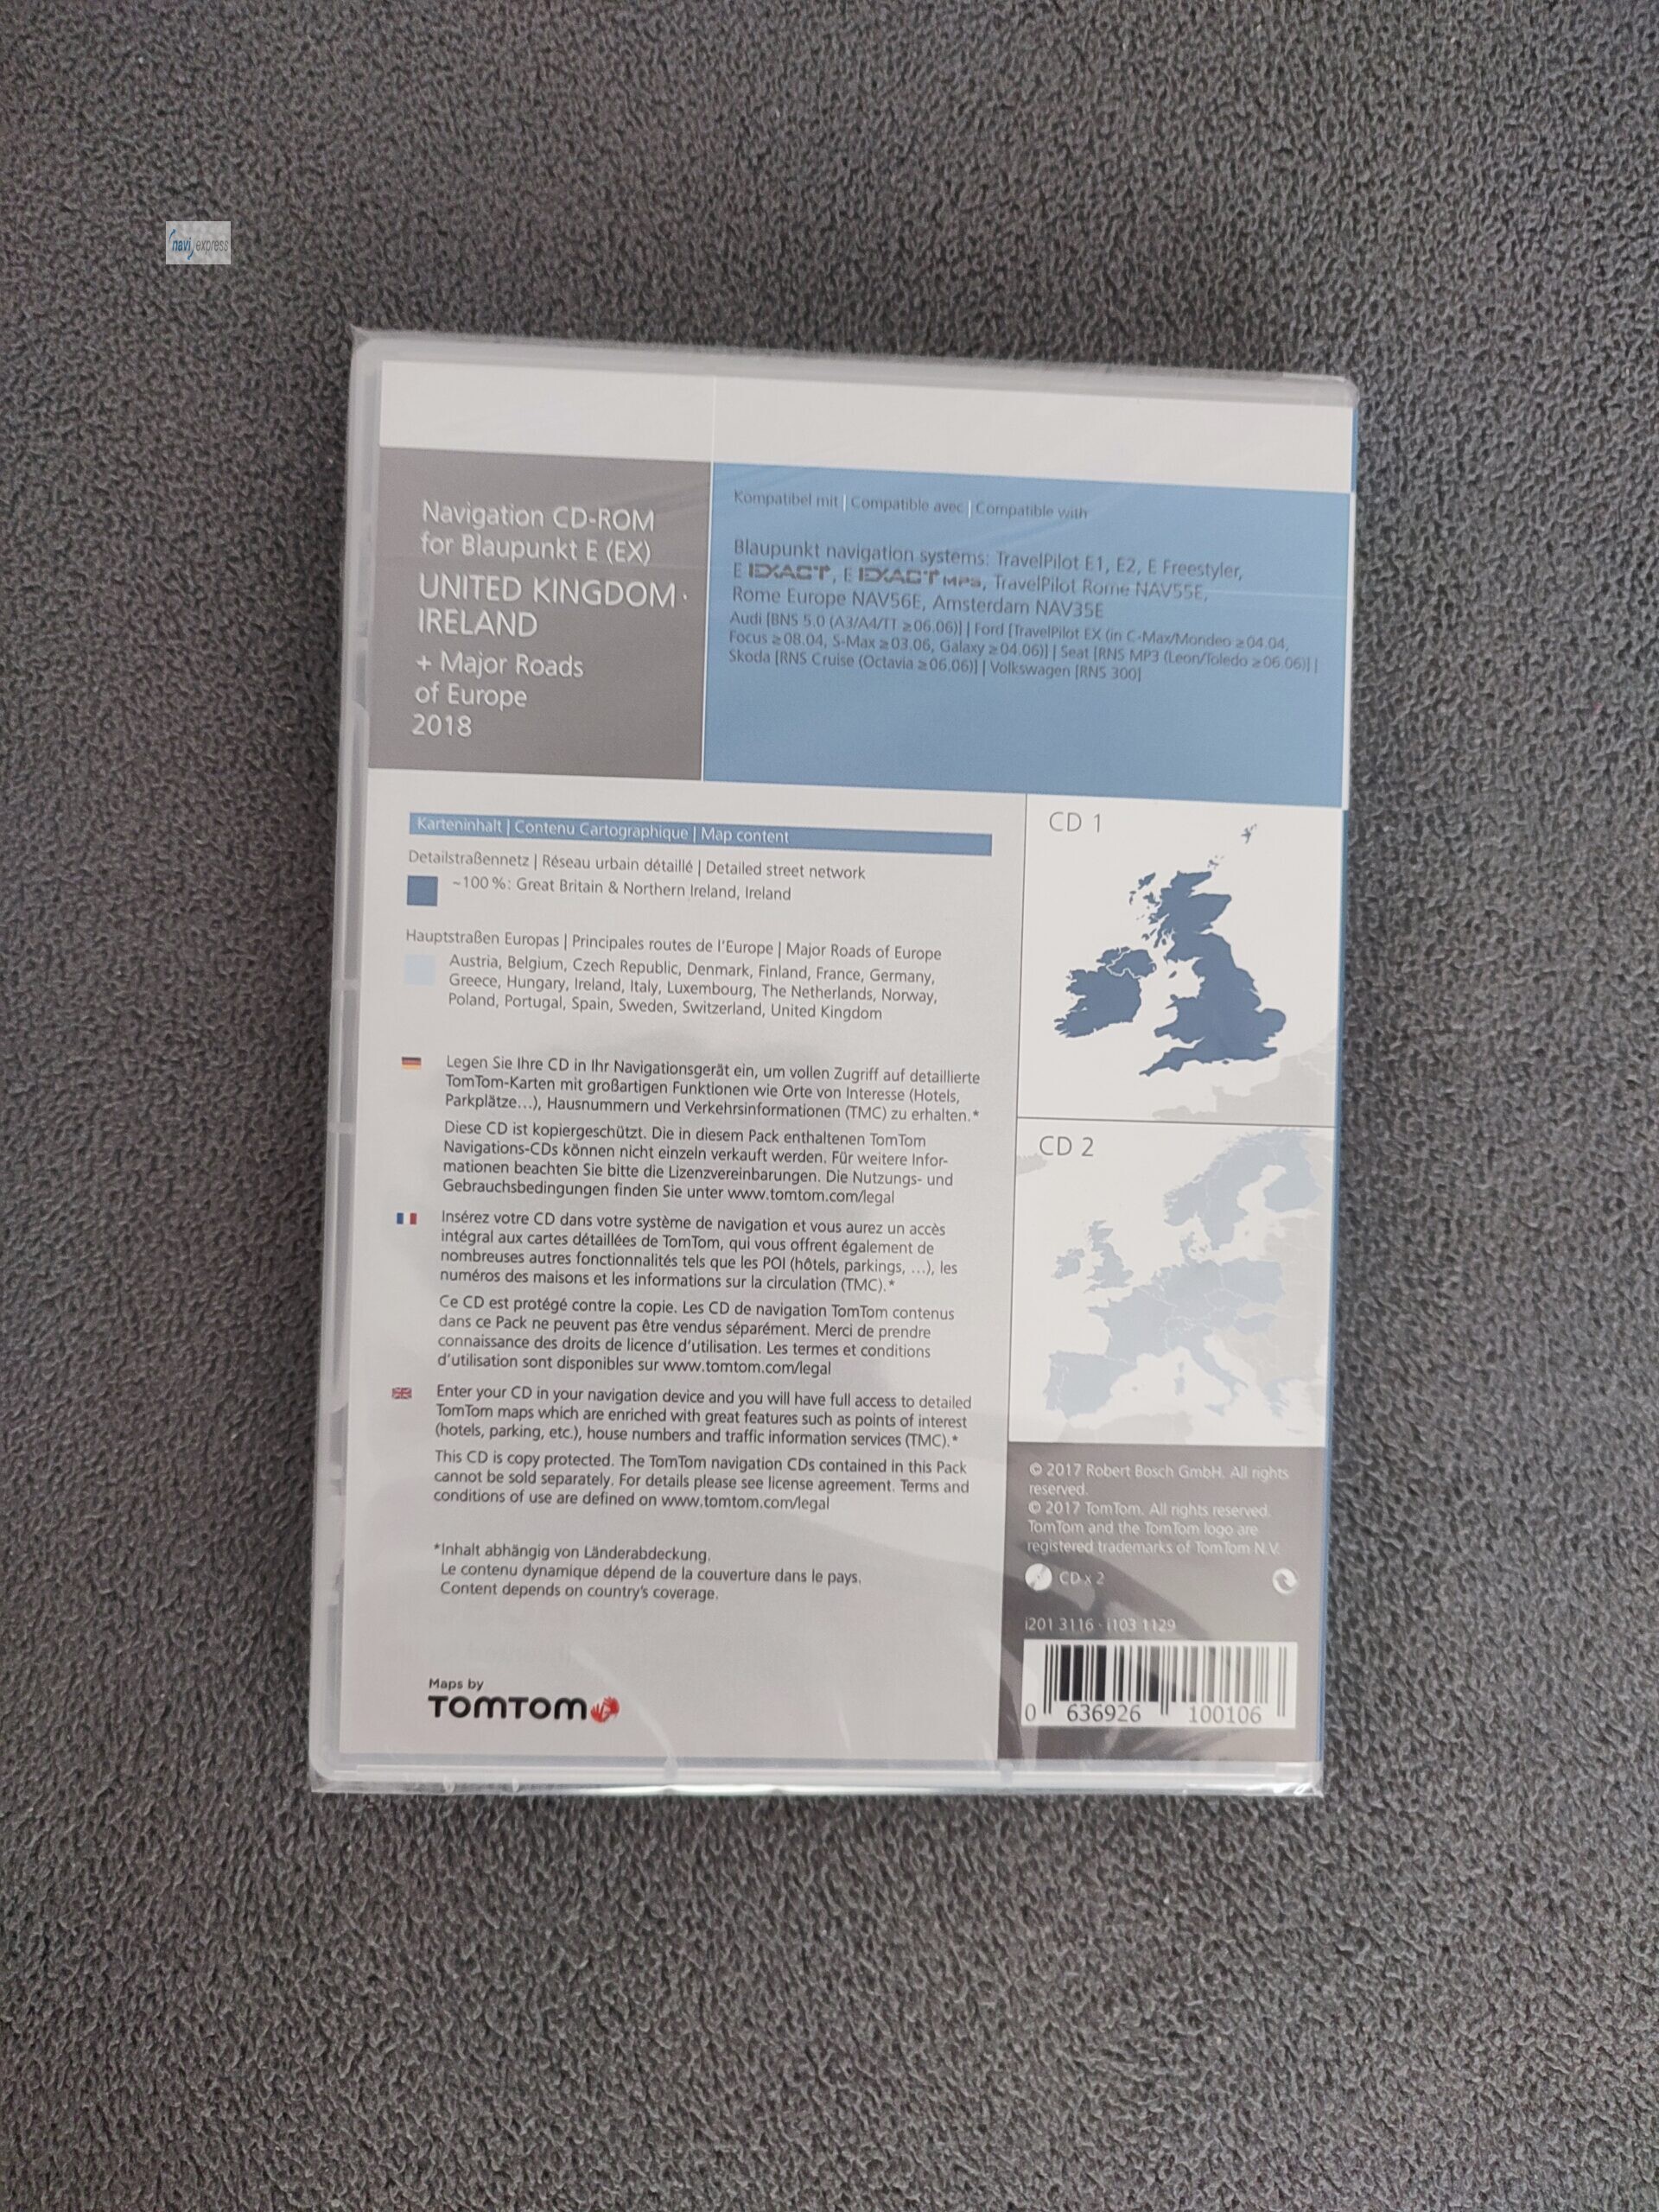 navi express
Navigation CD-ROM
for Blaupunkt E (EX)
UNITED KINGDOM ·
IRELAND
+ Major Roads
of Europe
2018
Kompatibel mit | Compatible avec | Compatible with
Blaupunkt navigation systems: TravelPilot E1, E2, E Freestyler,
E EXACT, E EXACT MP3, TravelPilot Rome NAV55E,
Rome Europe NAV56E, Amsterdam NAV35E
Audi [BNS 5.0 (A3/A4/TT ≥06.06)] | Ford [TravelPilot EX (in C-Max/Mondeo ≥04.04,
Focus ≥08.04, S-Max ≥03.06, Galaxy ≥04.06)] | Seat [RNS MP3 (Leon/Toledo ≥06.06)] |
Skoda [RNS Cruise (Octavia ≥06.06)] | Volkswagen [RNS 300]
Karteninhalt | Contenu Cartographique | Map content
Detailstraßennetz | Réseau urbain détaillé | Detailed street network
~100 %: Great Britain & Northern Ireland, Ireland
Hauptstraßen Europas | Principales routes de l'Europe | Major Roads of Europe
Austria, Belgium, Czech Republic, Denmark, Finland, France, Germany,
Greece, Hungary, Ireland, Italy, Luxembourg, The Netherlands, Norway,
Poland, Portugal, Spain, Sweden, Switzerland, United Kingdom
Legen Sie Ihre CD in Ihr Navigationsgerät ein, um vollen Zugriff auf detaillierte
TomTom-Karten mit großartigen Funktionen wie Orte von Interesse (Hotels,
Parkplätze…), Hausnummern und Verkehrsinformationen (TMC) zu erhalten.*
Diese CD ist kopiergeschützt. Die in diesem Pack enthaltenen TomTom
Navigations-CDs können nicht einzeln verkauft werden. Für weitere Infor-
mationen beachten Sie bitte die Lizenzvereinbarungen. Die Nutzungs- und
Gebrauchsbedingungen finden Sie unter www.tomtom.com/legal
Insérez votre CD dans votre système de navigation et vous aurez un accès
intégral aux cartes détaillées de TomTom, qui vous offrent également de
nombreuses autres fonctionnalités tels que les POI (hôtels, parkings, …), les
numéros des maisons et les informations sur la circulation (TMC).*
Ce CD est protégé contre la copie. Les CD de navigation TomTom contenus
dans ce Pack ne peuvent pas être vendus séparément. Merci de prendre
connaissance des droits de licence d'utilisation. Les termes et conditions
d'utilisation sont disponibles sur www.tomtom.com/legal
Enter your CD in your navigation device and you will have full access to detailed
TomTom maps which are enriched with great features such as points of interest
(hotels, parking, etc.), house numbers and traffic information services (TMC).*
This CD is copy protected. The TomTom navigation CDs contained in this Pack
cannot be sold separately. For details please see license agreement. Terms and
conditions of use are defined on www.tomtom.com/legal
*Inhalt abhängig von Länderabdeckung.
Le contenu dynamique dépend de la couverture dans le pays.
Content depends on country's coverage.
Maps by
TOMTOM
CD 1
CD 2
© 2017 Robert Bosch GmbH. All rights
reserved.
© 2017 TomTom. All rights reserved.
TomTom and the TomTom logo are
registered trademarks of TomTom N.V.
CD x 2
i201 3116 · i103 1129
0 636926 100106